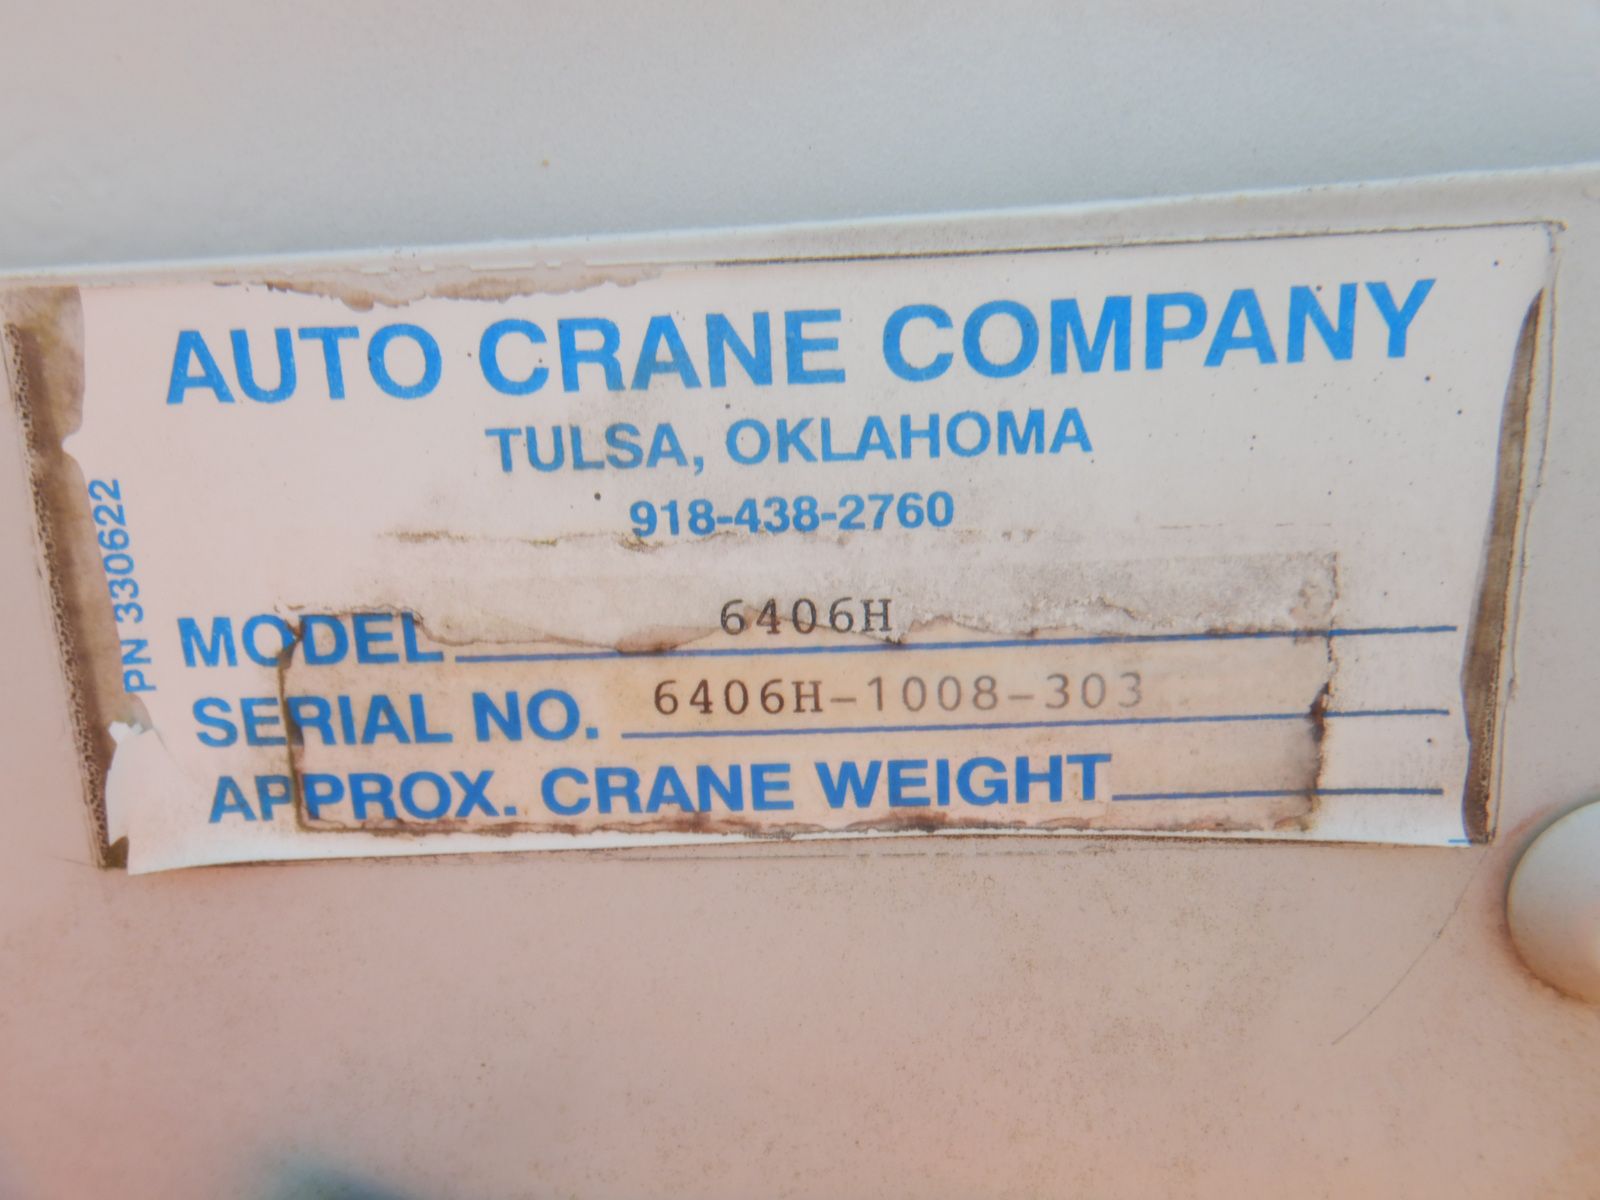 AUTO CRANE COMPANY
TULSA, OKLAHOMA
918-438-2760
PN 330622
MODEL 6406H
SERIAL NO. 6406H-1008-303
APPROX. CRANE WEIGHT